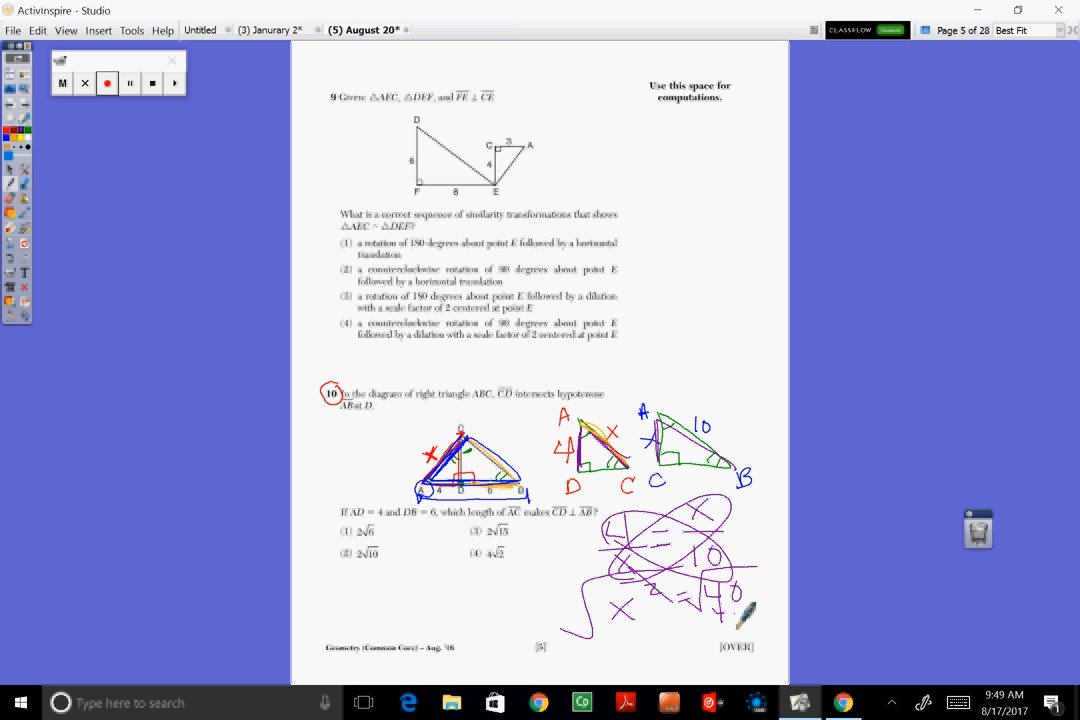 ActivInspire - Studio
File Edit View Insert Tools Help Untitled (3) Janurary 2* (5) August 20* CLASSFLOW Page 5 of 28 Best Fit
M
Use this space for
computations.
9 Given: △AEC, △DEF, and FE ⊥ CE
D
C 3 A
6 4
F 8 E
What is a correct sequence of similarity transformations that shows
△AEC ~ △DEF?
(1) a rotation of 180 degrees about point E followed by a horizontal
translation
(2) a counterclockwise rotation of 90 degrees about point E
followed by a horizontal translation
(3) a rotation of 180 degrees about point E followed by a dilation
with a scale factor of 2 centered at point E
(4) a counterclockwise rotation of 90 degrees about point E
followed by a dilation with a scale factor of 2 centered at point E
10 In the diagram of right triangle ABC, CD intersects hypotenuse
AB at D.
C
x
A 4 D 6 B
A
4 x
D C
A 10
x
C B
If AD = 4 and DB = 6, which length of AC makes CD ⊥ AB?
(1) 2√6 (3) 2√15
(2) 2√10 (4) 4√2
4/x = x/10
√x² = √40
Geometry (Common Core) – Aug. '16 [5] [OVER]
Type here to search
9:49 AM
8/17/2017